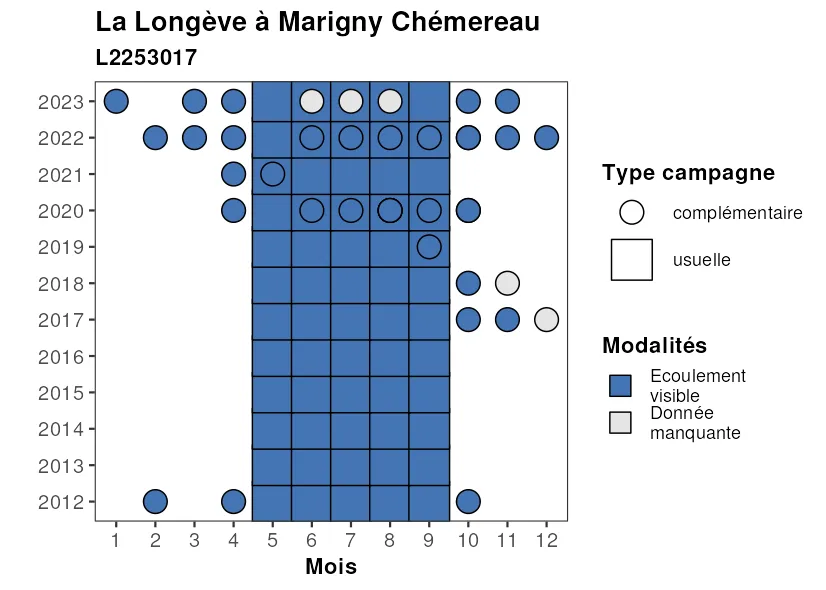 La Longève à Marigny Chémereau
L2253017
2023
2022
2021
2020
2019
2018
2017
2016
2015
2014
2013
2012
1 2 3 4 5 6 7 8 9 10 11 12
Mois
Type campagne
complémentaire
usuelle
Modalités
Ecoulement
visible
Donnée
manquante